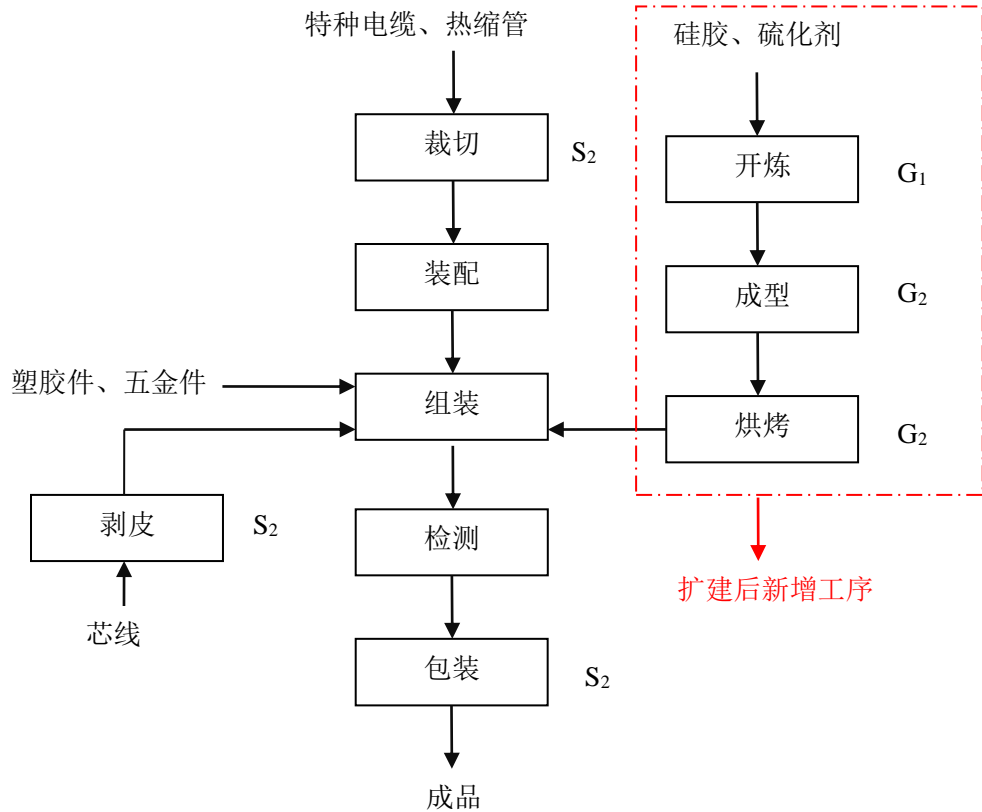 特种电缆、热缩管
硅胶、硫化剂
裁切
S₂
开炼
G₁
装配
成型
G₂
塑胶件、五金件
组装
烘烤
G₂
剥皮
S₂
检测
扩建后新增工序
芯线
包装
S₂
成品